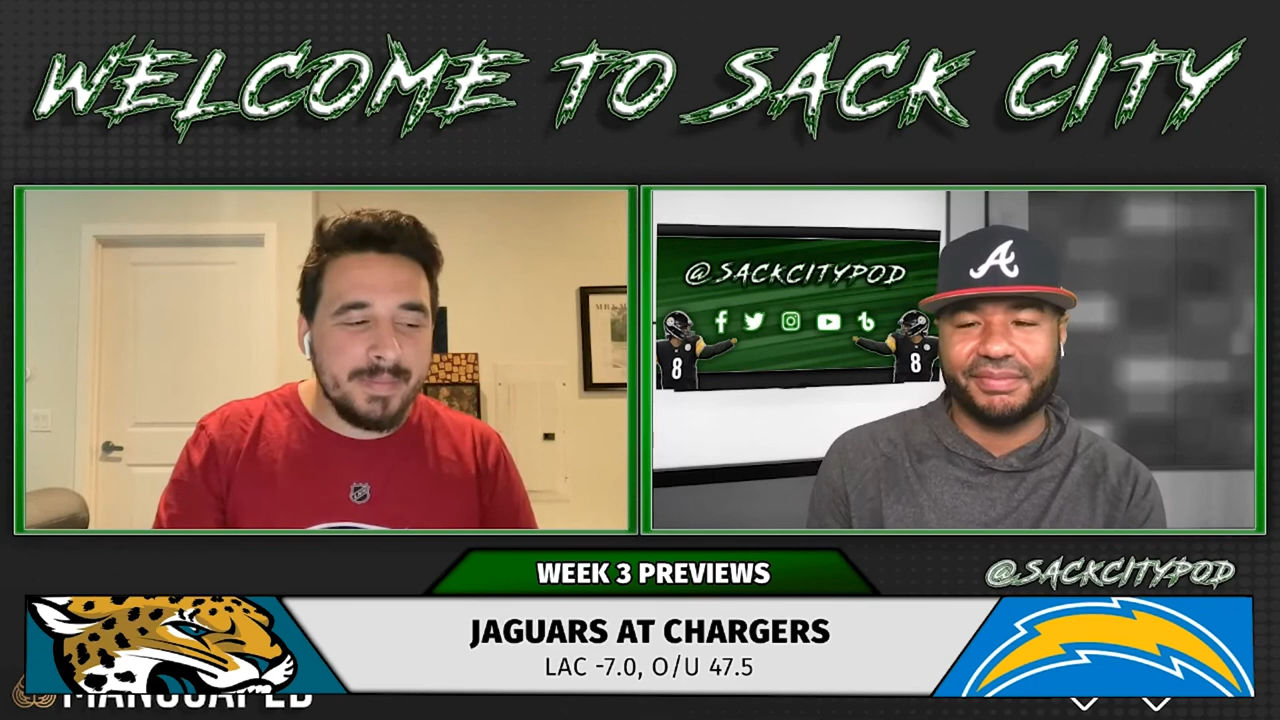 WELCOME TO SACK CITY
@SACKCITYPOD
8
8
A
WEEK 3 PREVIEWS
@SACKCITYPOD
JAGUARS AT CHARGERS
LAC -7.0, O/U 47.5